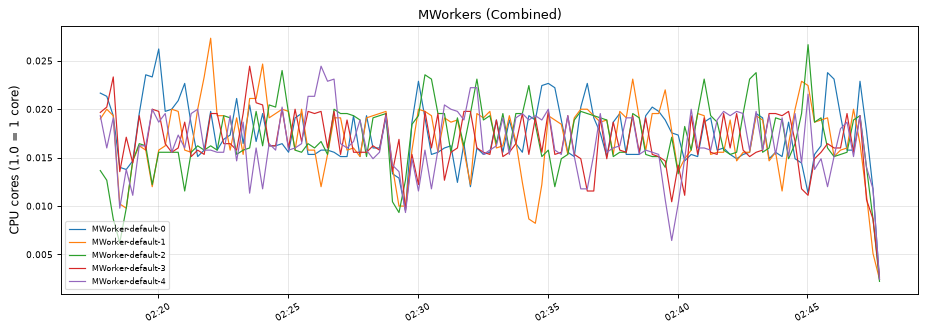 MWorkers (Combined)
CPU cores (1.0 = 1 core)
0.025
0.020
0.015
0.010
0.005
MWorker-default-0
MWorker-default-1
MWorker-default-2
MWorker-default-3
MWorker-default-4
02:20
02:25
02:30
02:35
02:40
02:45